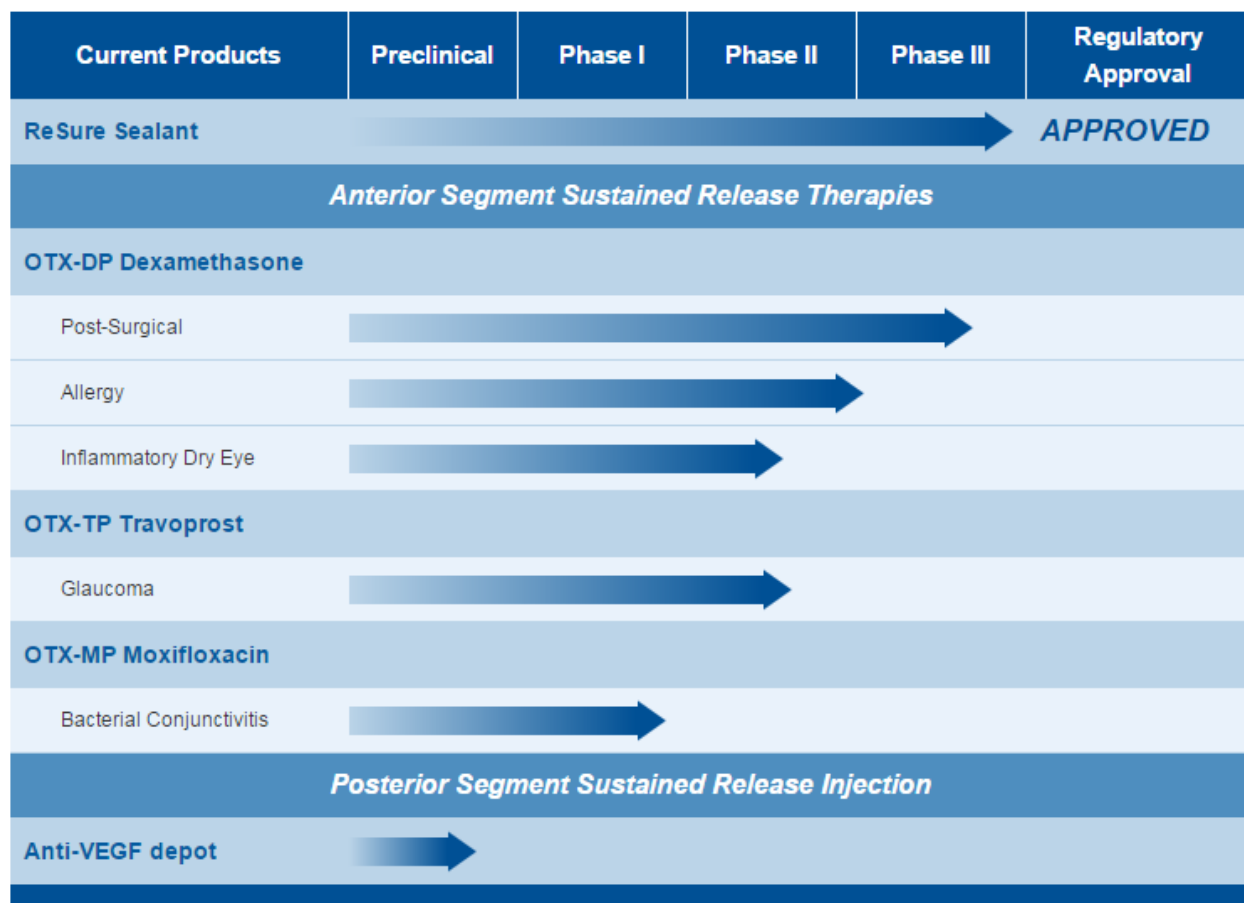 Current Products Preclinical Phase I Phase II Phase III Regulatory Approval
ReSure Sealant APPROVED
Anterior Segment Sustained Release Therapies
OTX-DP Dexamethasone
Post-Surgical
Allergy
Inflammatory Dry Eye
OTX-TP Travoprost
Glaucoma
OTX-MP Moxifloxacin
Bacterial Conjunctivitis
Posterior Segment Sustained Release Injection
Anti-VEGF depot